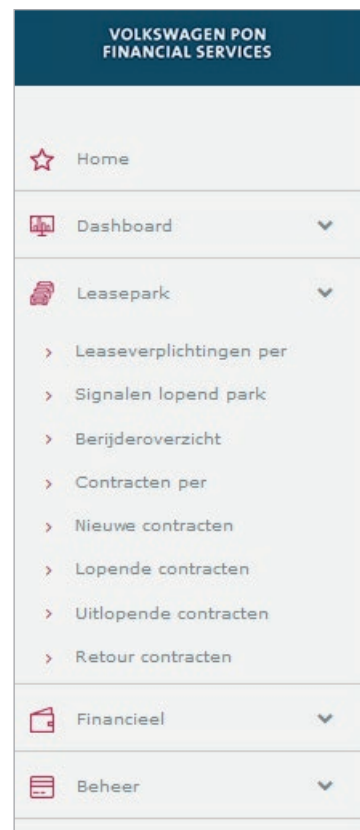 VOLKSWAGEN PON
FINANCIAL SERVICES
Home
Dashboard
Leasepark
Leaseverplichtingen per
Signalen lopend park
Berijderoverzicht
Contracten per
Nieuwe contracten
Lopende contracten
Uitlopende contracten
Retour contracten
Financieel
Beheer